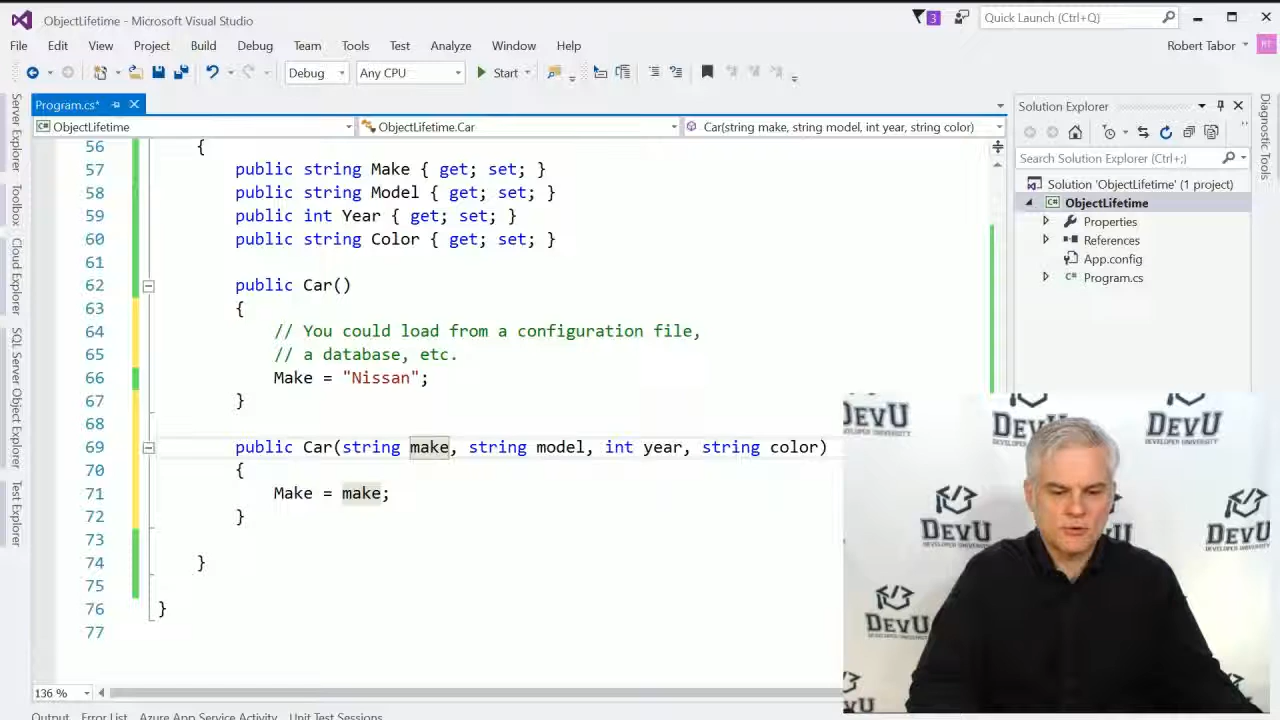 ObjectLifetime - Microsoft Visual Studio
3
Quick Launch (Ctrl+Q)
File Edit View Project Build Debug Team Tools Test Analyze Window Help
Robert Tabor
RT
Debug Any CPU Start
Program.cs*
ObjectLifetime ObjectLifetime.Car Car(string make, string model, int year, string color)
Server Explorer
Toolbox
Cloud Explorer
SQL Server Object Explorer
Test Explorer
56 {
57 public string Make { get; set; }
58 public string Model { get; set; }
59 public int Year { get; set; }
60 public string Color { get; set; }
61
62 public Car()
63 {
64 // You could load from a configuration file,
65 // a database, etc.
66 Make = "Nissan";
67 }
68
69 public Car(string make, string model, int year, string color)
70 {
71 Make = make;
72 }
73
74 }
75
76 }
77
136 %
Output Error List Azure App Service Activity Unit Test Sessions
Solution Explorer
Search Solution Explorer (Ctrl+;)
Solution 'ObjectLifetime' (1 project)
ObjectLifetime
Properties
References
App.config
Program.cs
Diagnostic Tools
DEVU
DEVU
DEVELOPER UNIVERSITY
DEVU
DEVELOPER UNIVERSITY
DEVU